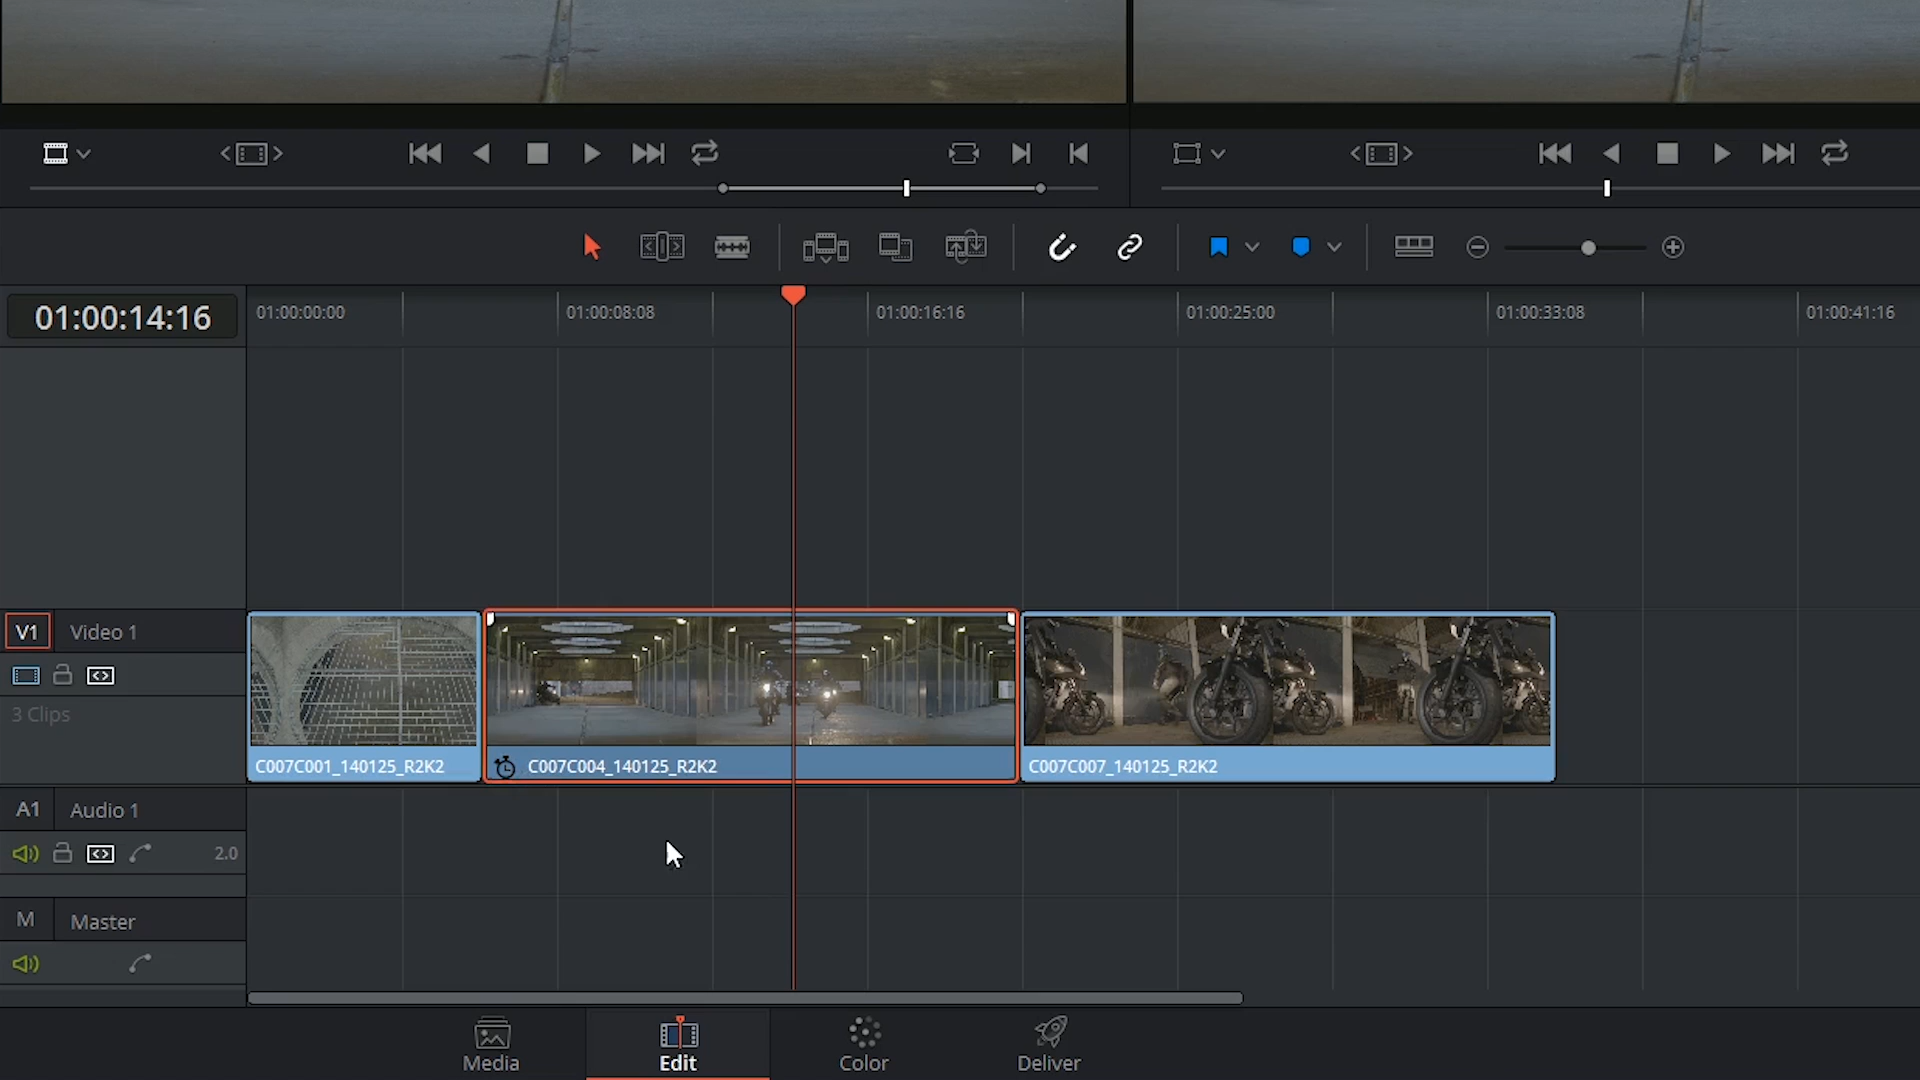 01:00:14:16
01:00:00:00 01:00:08:08 01:00:16:16 01:00:25:00 01:00:33:08 01:00:41:16
V1 Video 1
3 Clips
C007C001_140125_R2K2 C007C004_140125_R2K2 C007C007_140125_R2K2
A1 Audio 1
2.0
M Master
Media Edit Color Deliver